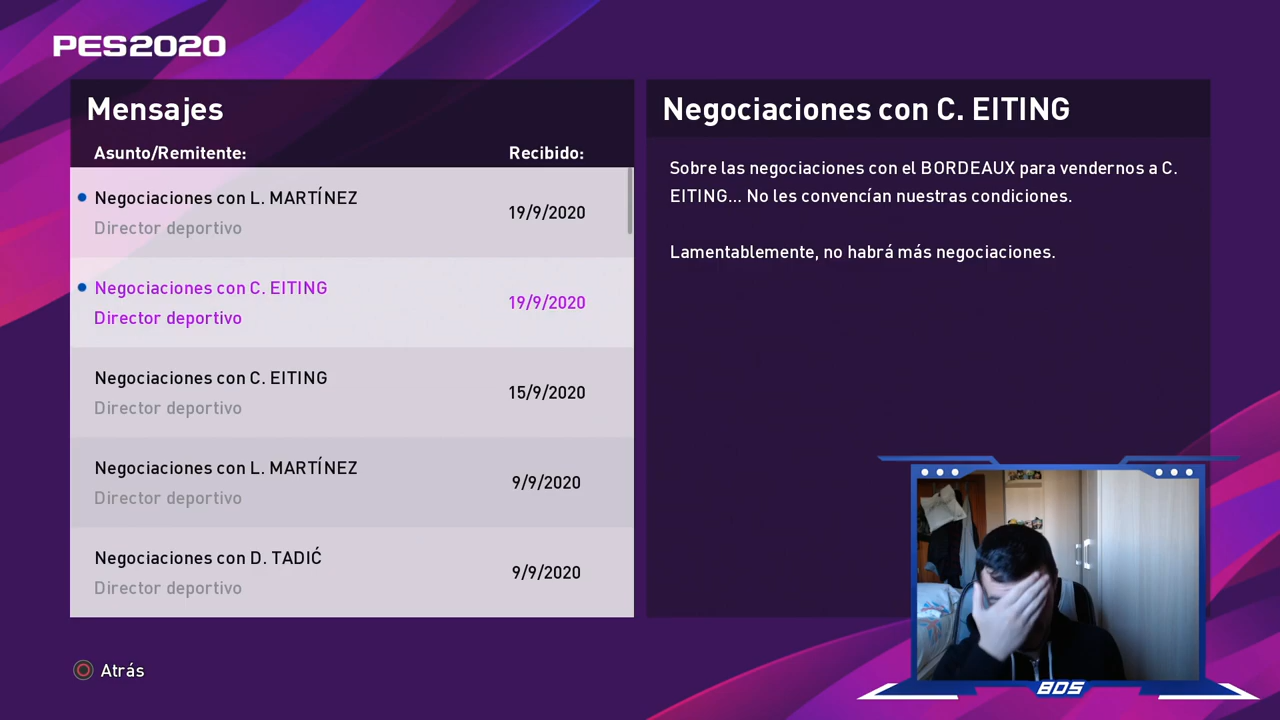 PES2020
Mensajes
Asunto/Remitente: Recibido:
Negociaciones con L. MARTÍNEZ
Director deportivo
19/9/2020
Negociaciones con C. EITING
Director deportivo
19/9/2020
Negociaciones con C. EITING
Director deportivo
15/9/2020
Negociaciones con L. MARTÍNEZ
Director deportivo
9/9/2020
Negociaciones con D. TADIĆ
Director deportivo
9/9/2020
Negociaciones con C. EITING
Sobre las negociaciones con el BORDEAUX para vendernos a C.
EITING... No les convencían nuestras condiciones.
Lamentablemente, no habrá más negociaciones.
Atrás
BDS